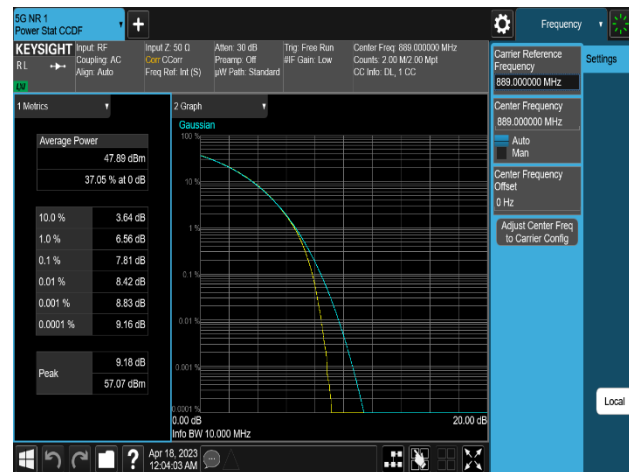 5G NR 1
Power Stat CCDF
Frequency
KEYSIGHT
Input: RF
Coupling: AC
Align: Auto
Input Z: 50 Ω
Corr CCorr
Freq Ref: Int (S)
Atten: 30 dB
Preamp: Off
µW Path: Standard
Trig: Free Run
#IF Gain: Low
Center Freq: 889.000000 MHz
Counts: 2.00 M/2.00 Mpt
CC Info: DL, 1 CC
RL
1 Metrics
Average Power
47.89 dBm
37.05 % at 0 dB
10.0 % 3.64 dB
1.0 % 6.56 dB
0.1 % 7.81 dB
0.01 % 8.42 dB
0.001 % 8.83 dB
0.0001 % 9.16 dB
Peak
9.18 dB
57.07 dBm
2 Graph
Gaussian
100 %
10 %
1 %
0.1 %
0.01 %
0.001 %
0.0001 %
0.00 dB
20.00 dB
Info BW 10.000 MHz
Carrier Reference
Frequency
889.000000 MHz
Center Frequency
889.000000 MHz
Auto
Man
Center Frequency
Offset
0 Hz
Adjust Center Freq
to Carrier Config
Settings
Local
?
Apr 18, 2023
12:04:03 AM